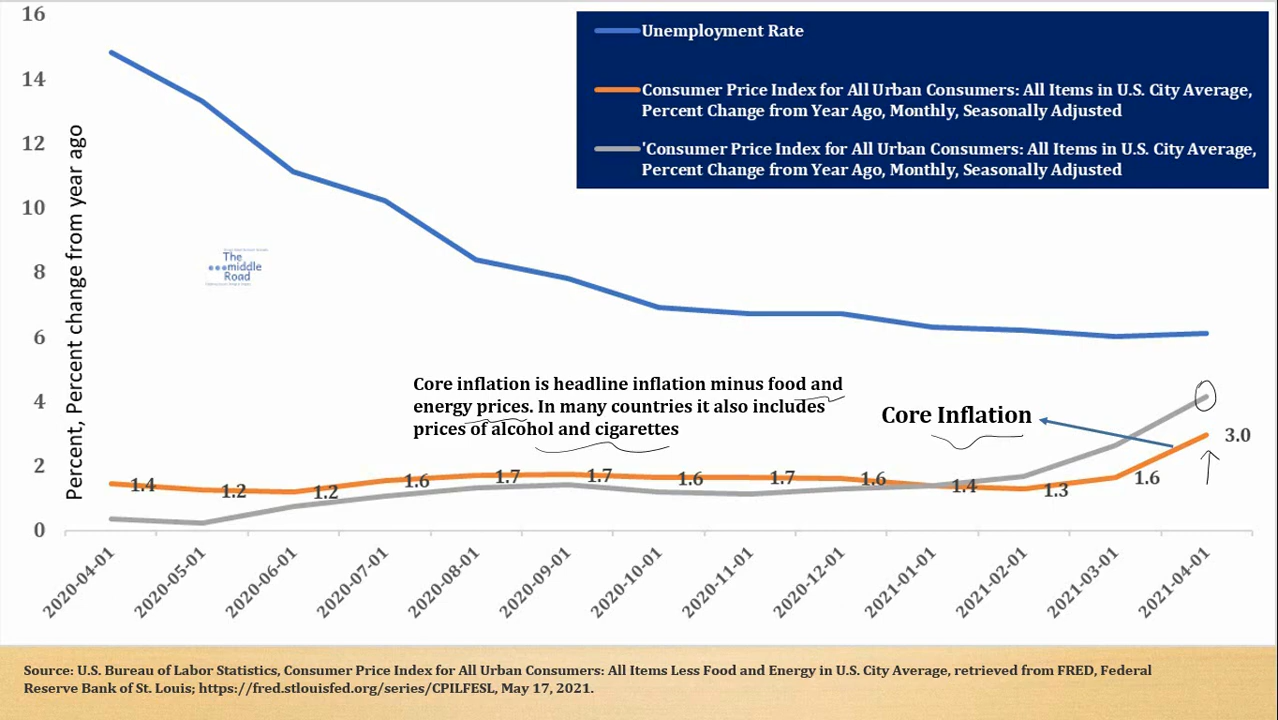 16
14
12
10
8
6
4
2
0
Percent, Percent change from year ago
Unemployment Rate
Consumer Price Index for All Urban Consumers: All Items in U.S. City Average,
Percent Change from Year Ago, Monthly, Seasonally Adjusted
'Consumer Price Index for All Urban Consumers: All Items in U.S. City Average,
Percent Change from Year Ago, Monthly, Seasonally Adjusted
The
middle
Road
Core inflation is headline inflation minus food and
energy prices. In many countries it also includes
prices of alcohol and cigarettes
Core Inflation
1.4
1.2
1.2
1.6
1.7
1.7
1.6
1.7
1.6
1.4
1.3
1.6
3.0
2020-04-01
2020-05-01
2020-06-01
2020-07-01
2020-08-01
2020-09-01
2020-10-01
2020-11-01
2020-12-01
2021-01-01
2021-02-01
2021-03-01
2021-04-01
Source: U.S. Bureau of Labor Statistics, Consumer Price Index for All Urban Consumers: All Items Less Food and Energy in U.S. City Average, retrieved from FRED, Federal
Reserve Bank of St. Louis; https://fred.stlouisfed.org/series/CPILFESL, May 17, 2021.